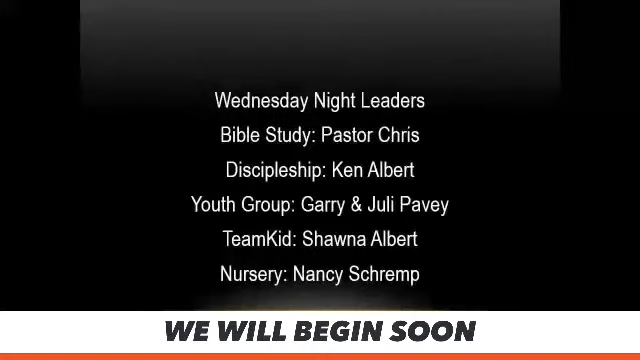 Wednesday Night Leaders
Bible Study: Pastor Chris
Discipleship: Ken Albert
Youth Group: Garry & Juli Pavey
TeamKid: Shawna Albert
Nursery: Nancy Schremp
WE WILL BEGIN SOON